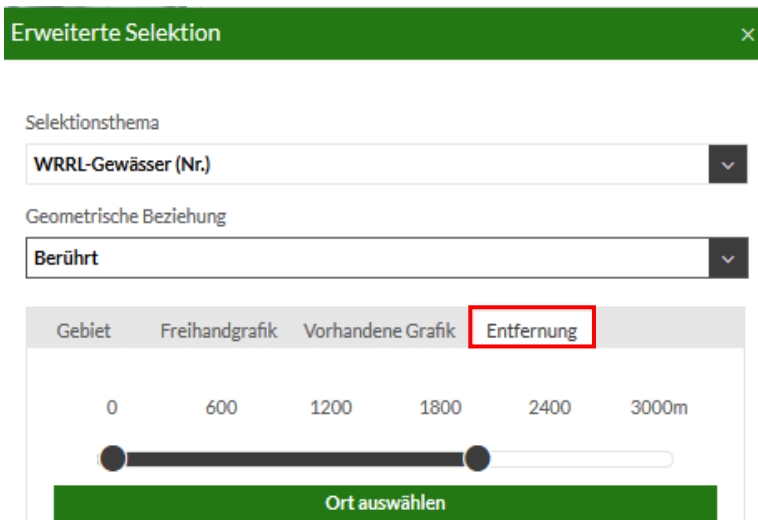 Erweiterte Selektion ×
Selektionsthema
WRRL-Gewässer (Nr.)
Geometrische Beziehung
Berührt
Gebiet Freihandgrafik Vorhandene Grafik Entfernung
0 600 1200 1800 2400 3000m
Ort auswählen